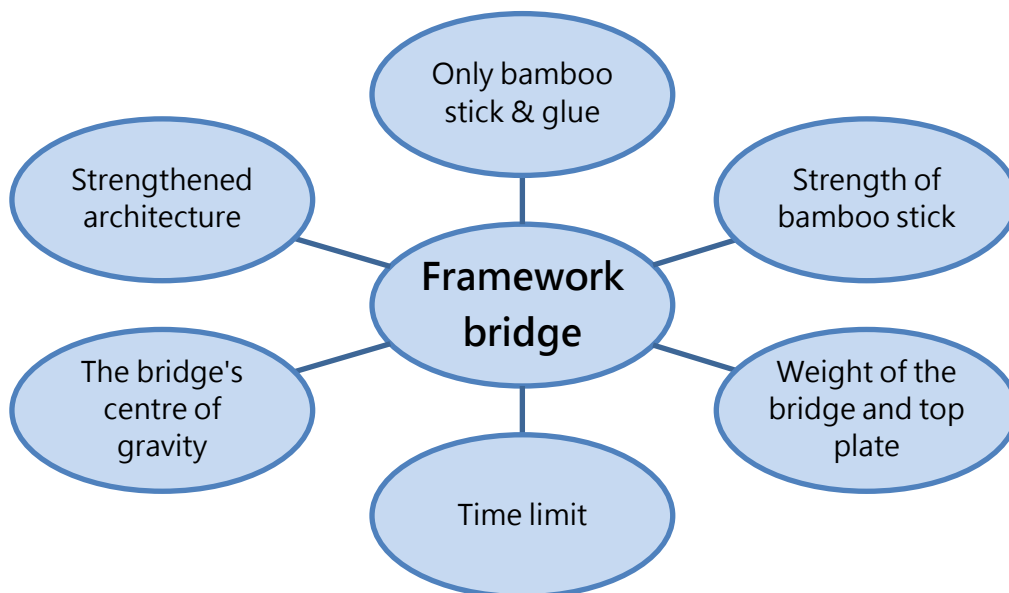 Only bamboo
stick & glue
Strengthened
architecture
Strength of
bamboo stick
Framework
bridge
The bridge's
centre of
gravity
Weight of the
bridge and top
plate
Time limit